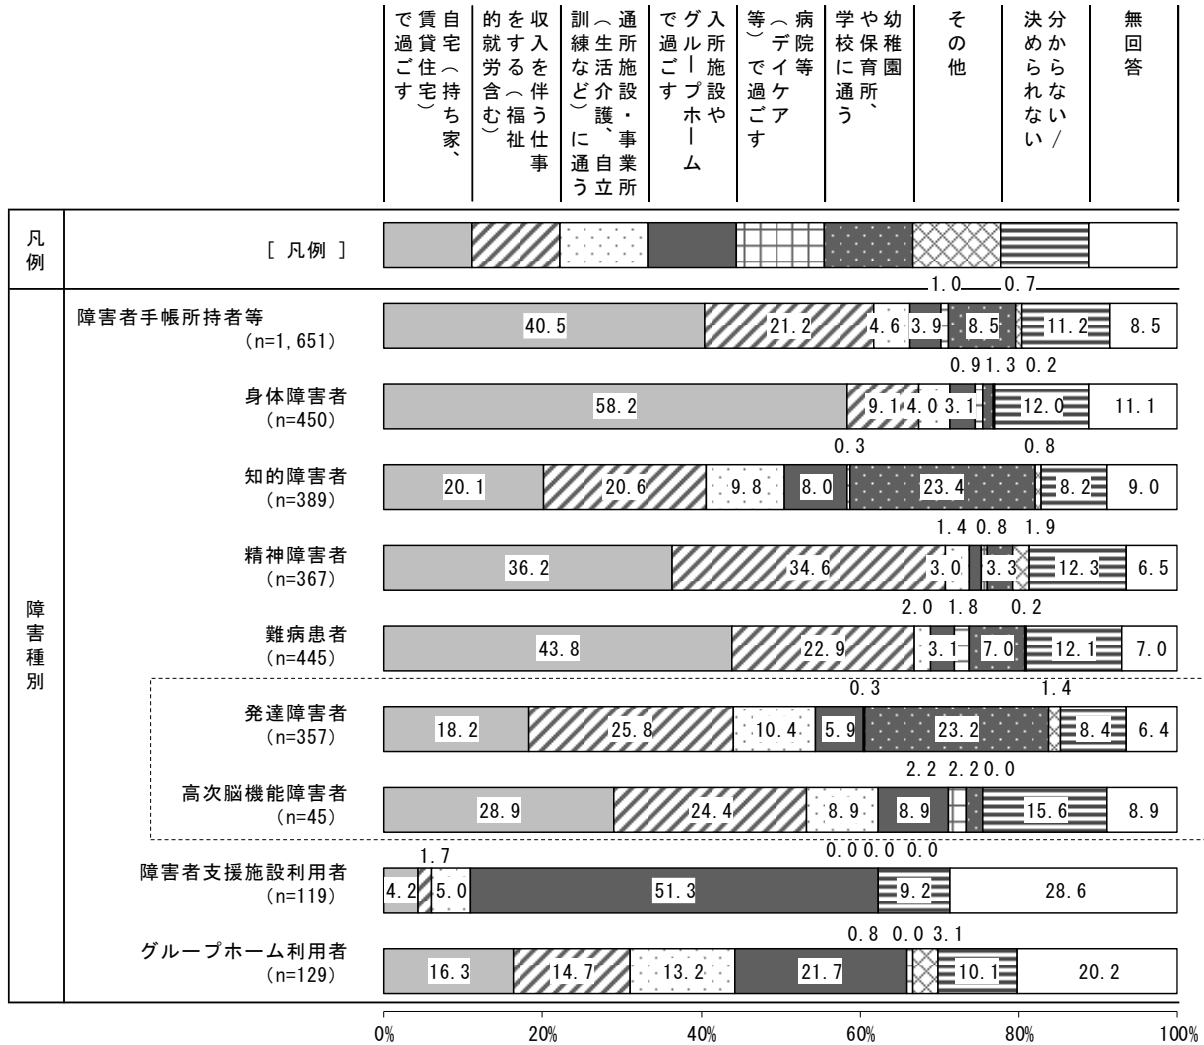 自宅（持ち家、
賃貸住宅）
で過ごす
収入を伴う仕事
をする（福祉
的就労含む）
通所施設・事業所
（生活介護、自立
訓練など）に通う
入所施設や
グループホーム
で過ごす
病院等
（デイケア
等）で過ごす
幼稚園
や保育所、
学校に通う
その他
分からない/
決められない
無回答
凡例
[ 凡例 ]
障害種別
1.0 0.7
障害者手帳所持者等
(n=1,651)
40.5 21.2 4.6 3.9 8.5 11.2 8.5
0.9 1.3 0.2
身体障害者
(n=450)
58.2 9.1 4.0 3.1 12.0 11.1
0.3 0.8
知的障害者
(n=389)
20.1 20.6 9.8 8.0 23.4 8.2 9.0
1.4 0.8 1.9
精神障害者
(n=367)
36.2 34.6 3.0 3.3 12.3 6.5
2.0 1.8 0.2
難病患者
(n=445)
43.8 22.9 3.1 7.0 12.1 7.0
0.3 1.4
発達障害者
(n=357)
18.2 25.8 10.4 5.9 23.2 8.4 6.4
2.2 2.2 0.0
高次脳機能障害者
(n=45)
28.9 24.4 8.9 8.9 15.6 8.9
1.7 0.0 0.0 0.0
障害者支援施設利用者
(n=119)
4.2 5.0 51.3 9.2 28.6
0.8 0.0 3.1
グループホーム利用者
(n=129)
16.3 14.7 13.2 21.7 10.1 20.2
0% 20% 40% 60% 80% 100%